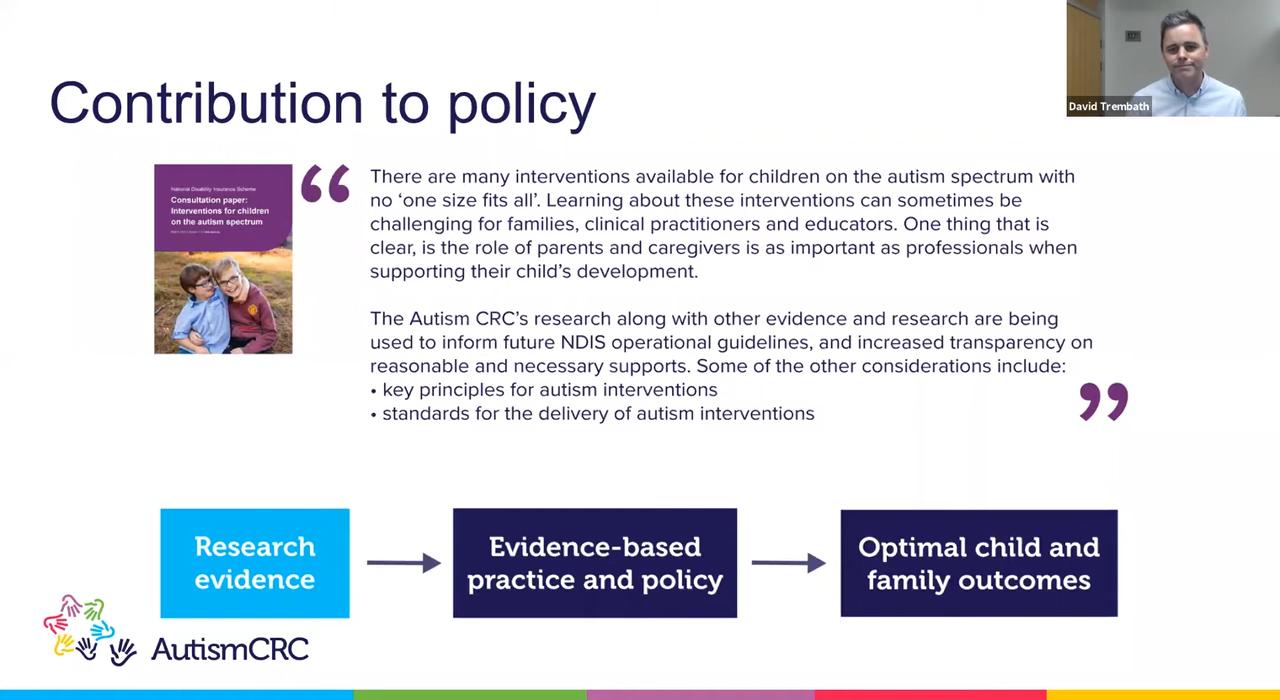 David Trembath
Contribution to policy
National Disability Insurance Scheme
Consultation paper:
Interventions for children
on the autism spectrum
“
There are many interventions available for children on the autism spectrum with
no ‘one size fits all’. Learning about these interventions can sometimes be
challenging for families, clinical practitioners and educators. One thing that is
clear, is the role of parents and caregivers is as important as professionals when
supporting their child’s development.
The Autism CRC’s research along with other evidence and research are being
used to inform future NDIS operational guidelines, and increased transparency on
reasonable and necessary supports. Some of the other considerations include:
• key principles for autism interventions
• standards for the delivery of autism interventions
”
Research
evidence
Evidence-based
practice and policy
Optimal child and
family outcomes
AutismCRC